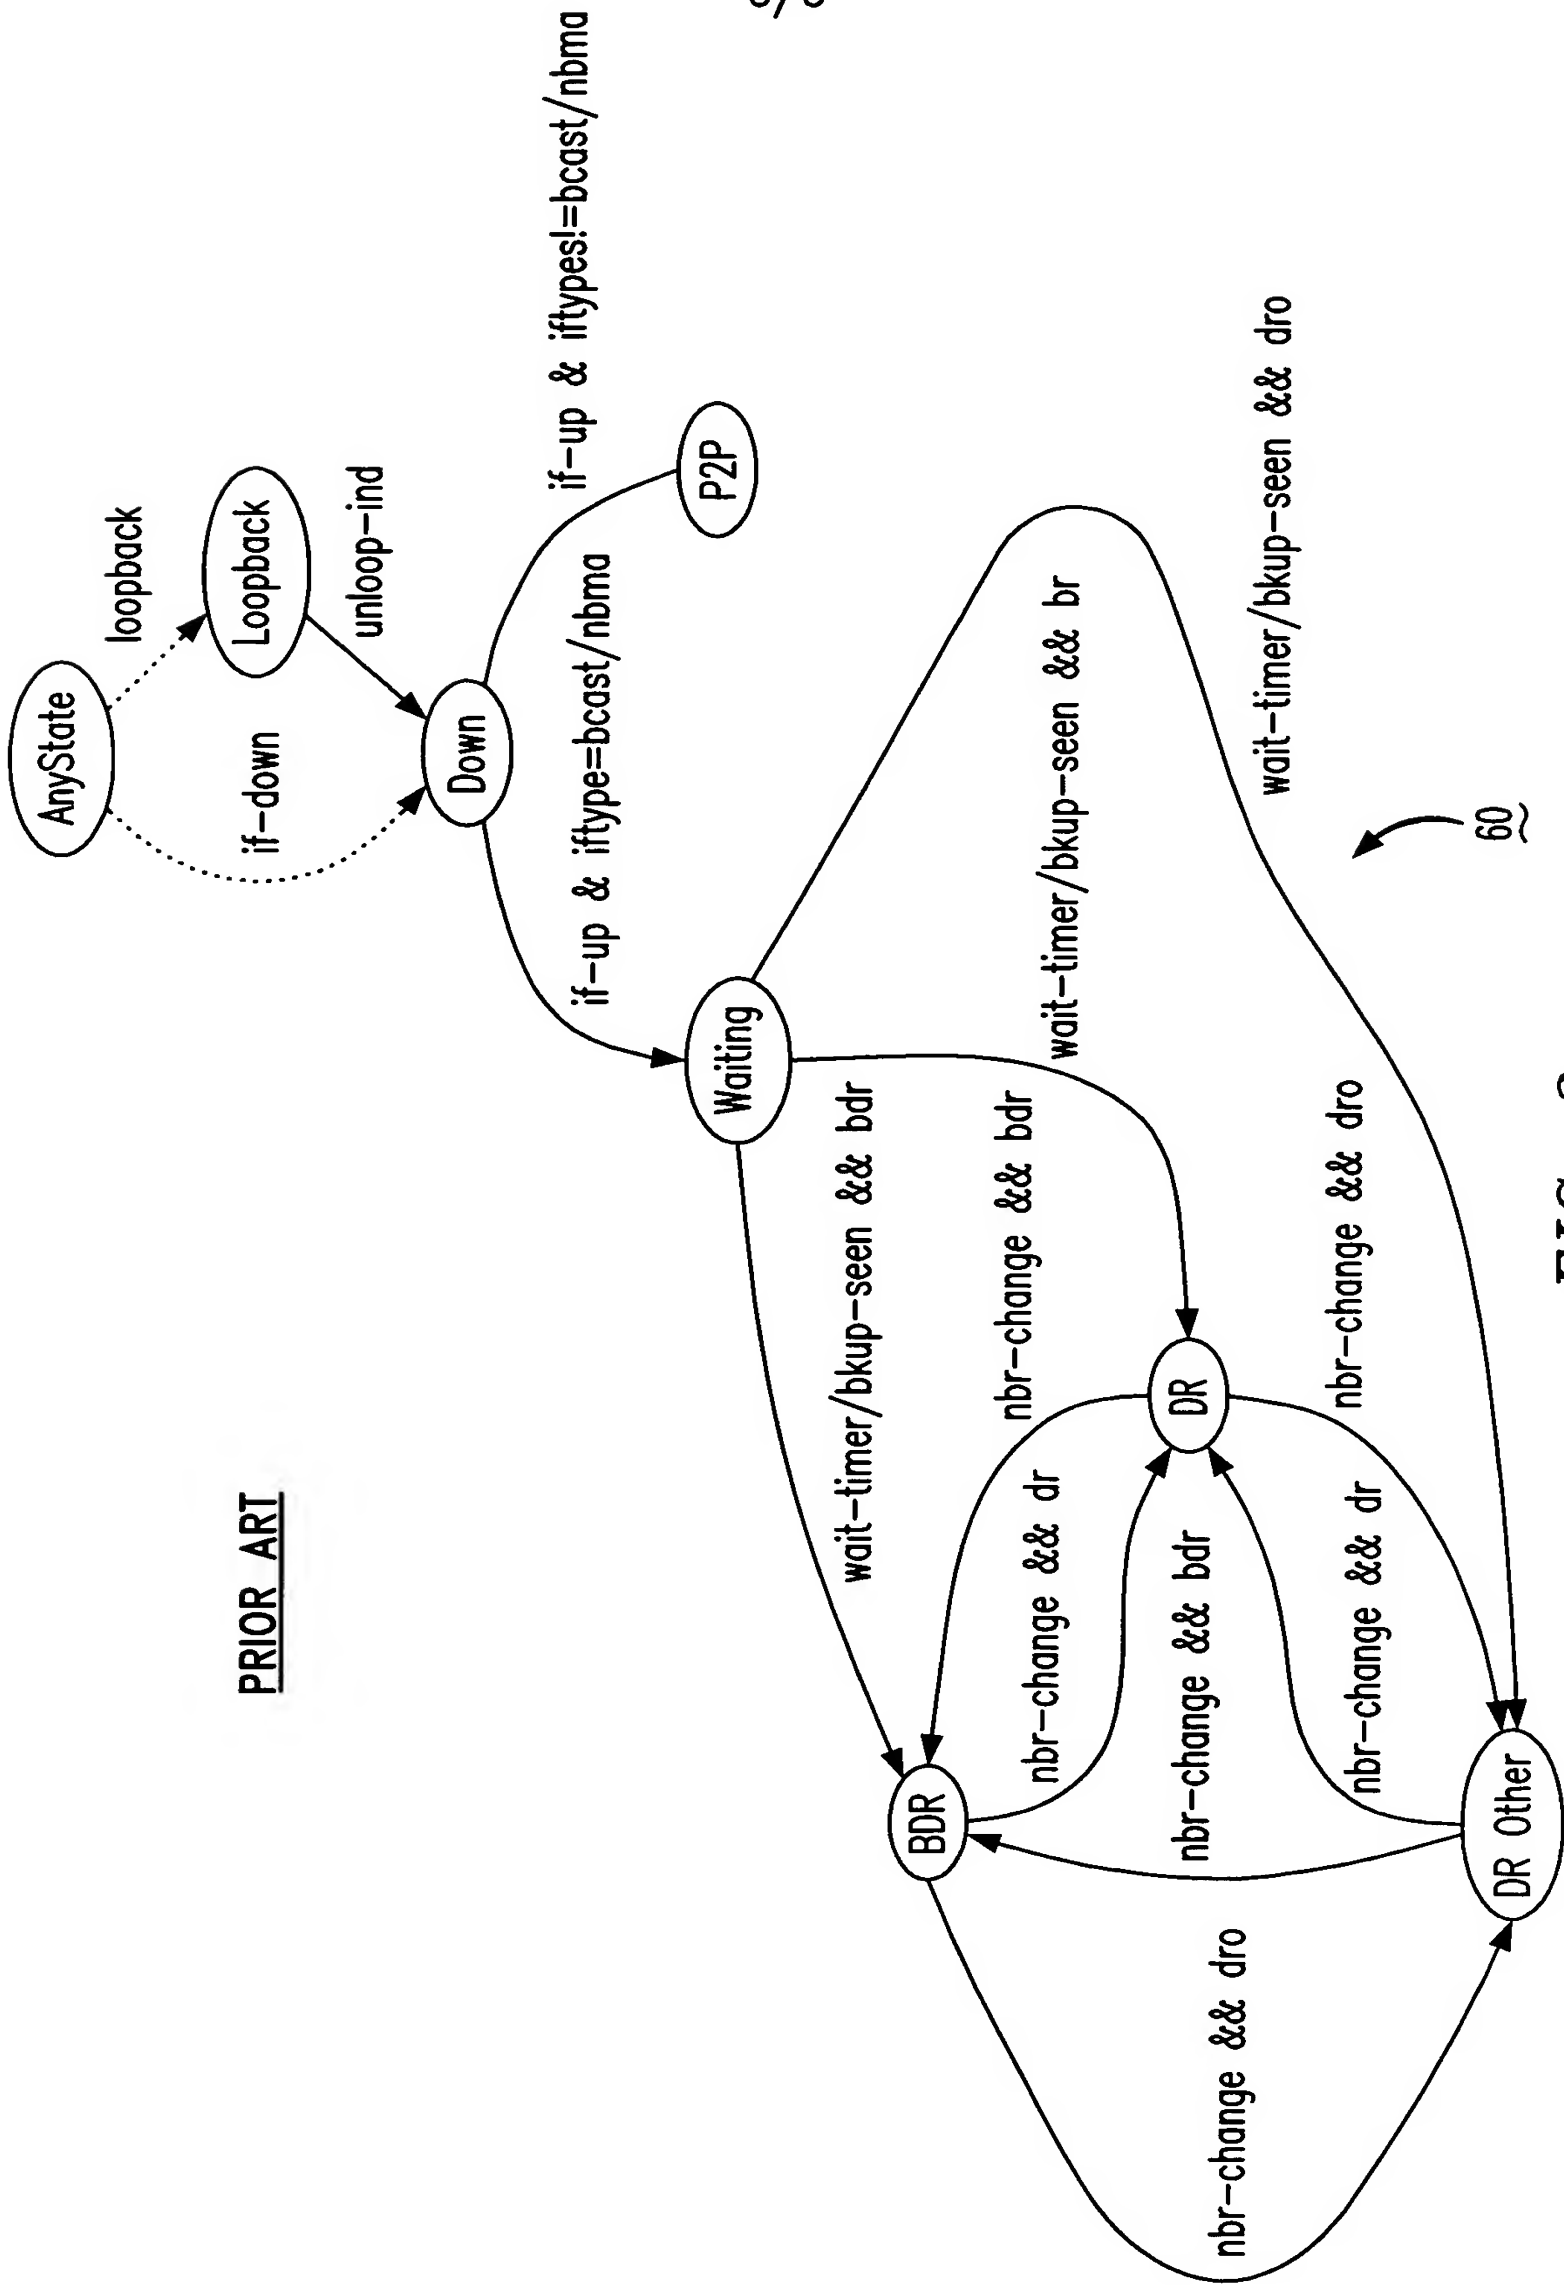 PRIOR ART
AnyState
loopback
if-down
Loopback
unloop-ind
Down
if-up & iftypes!=bcast/nbma
if-up & iftype=bcast/nbma
P2P
Waiting
wait-timer/bkup-seen && bdr
wait-timer/bkup-seen && br
wait-timer/bkup-seen && dro
nbr-change && bdr
DR
nbr-change && dro
BDR
nbr-change && dr
nbr-change && bdr
nbr-change && dr
nbr-change && dro
DR Other
60